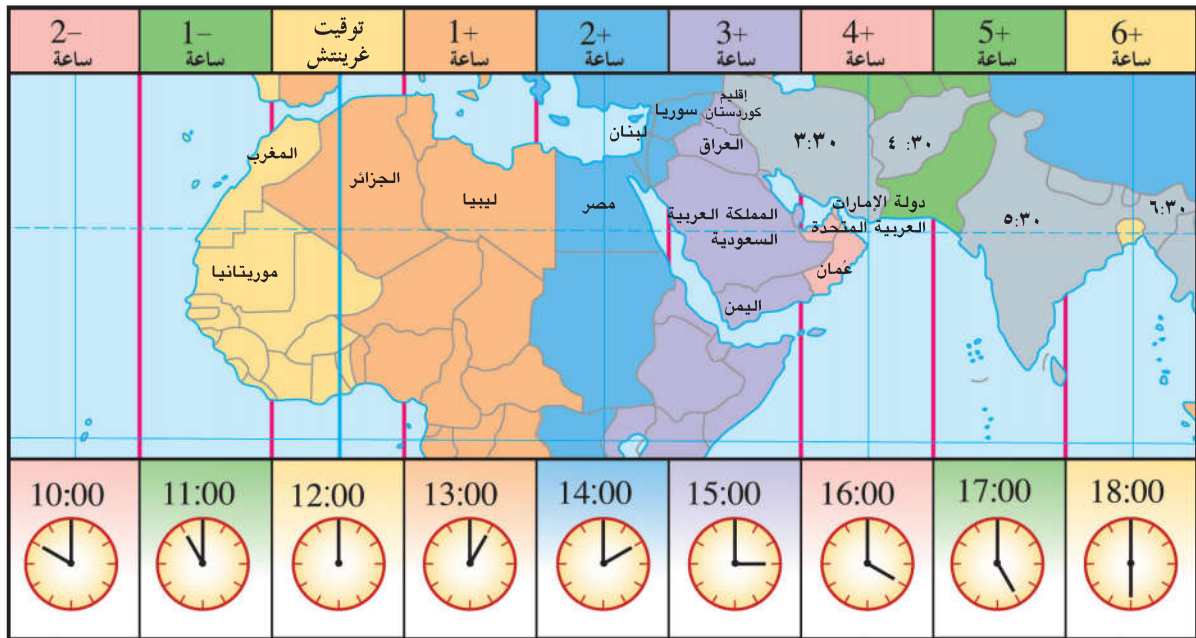 2−
ساعة
1−
ساعة
توقيت
غرينتش
1+
ساعة
2+
ساعة
3+
ساعة
4+
ساعة
5+
ساعة
6+
ساعة
إقليم
كوردستان
سوريا
لبنان
العراق
المغرب
الجزائر
ليبيا
مصر
المملكة العربية
السعودية
دولة الإمارات
العربية المتحدة
عُمان
اليمن
موريتانيا
٣:٣٠
٤:٣٠
٥:٣٠
٦:٣٠
10:00
11:00
12:00
13:00
14:00
15:00
16:00
17:00
18:00